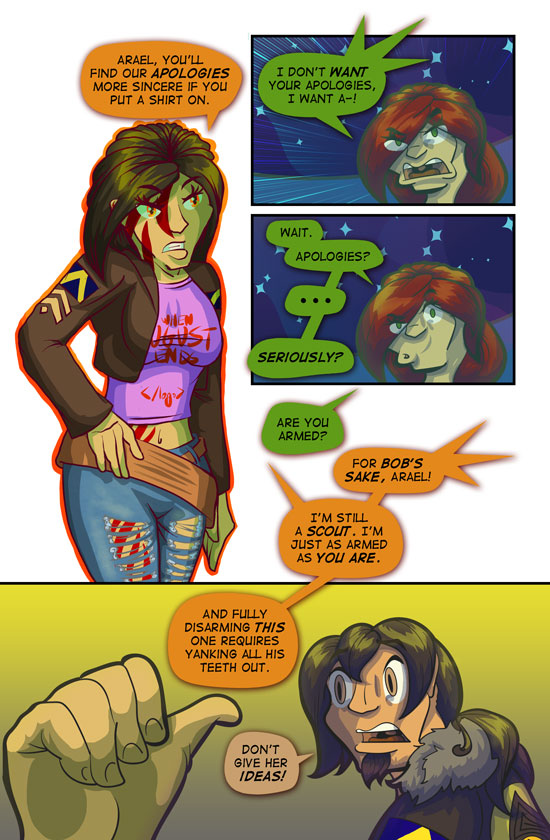 ARAEL, YOU'LL
FIND OUR APOLOGIES
MORE SINCERE IF YOU
PUT A SHIRT ON.
I DON'T WANT
YOUR APOLOGIES,
I WANT A-!
WAIT.
APOLOGIES?
...
SERIOUSLY?
ARE YOU
ARMED?
FOR BOB'S
SAKE, ARAEL!
I'M STILL
A SCOUT. I'M
JUST AS ARMED
AS YOU ARE.
AND FULLY
DISARMING THIS
ONE REQUIRES
YANKING ALL HIS
TEETH OUT.
DON'T
GIVE HER
IDEAS!
ENDS